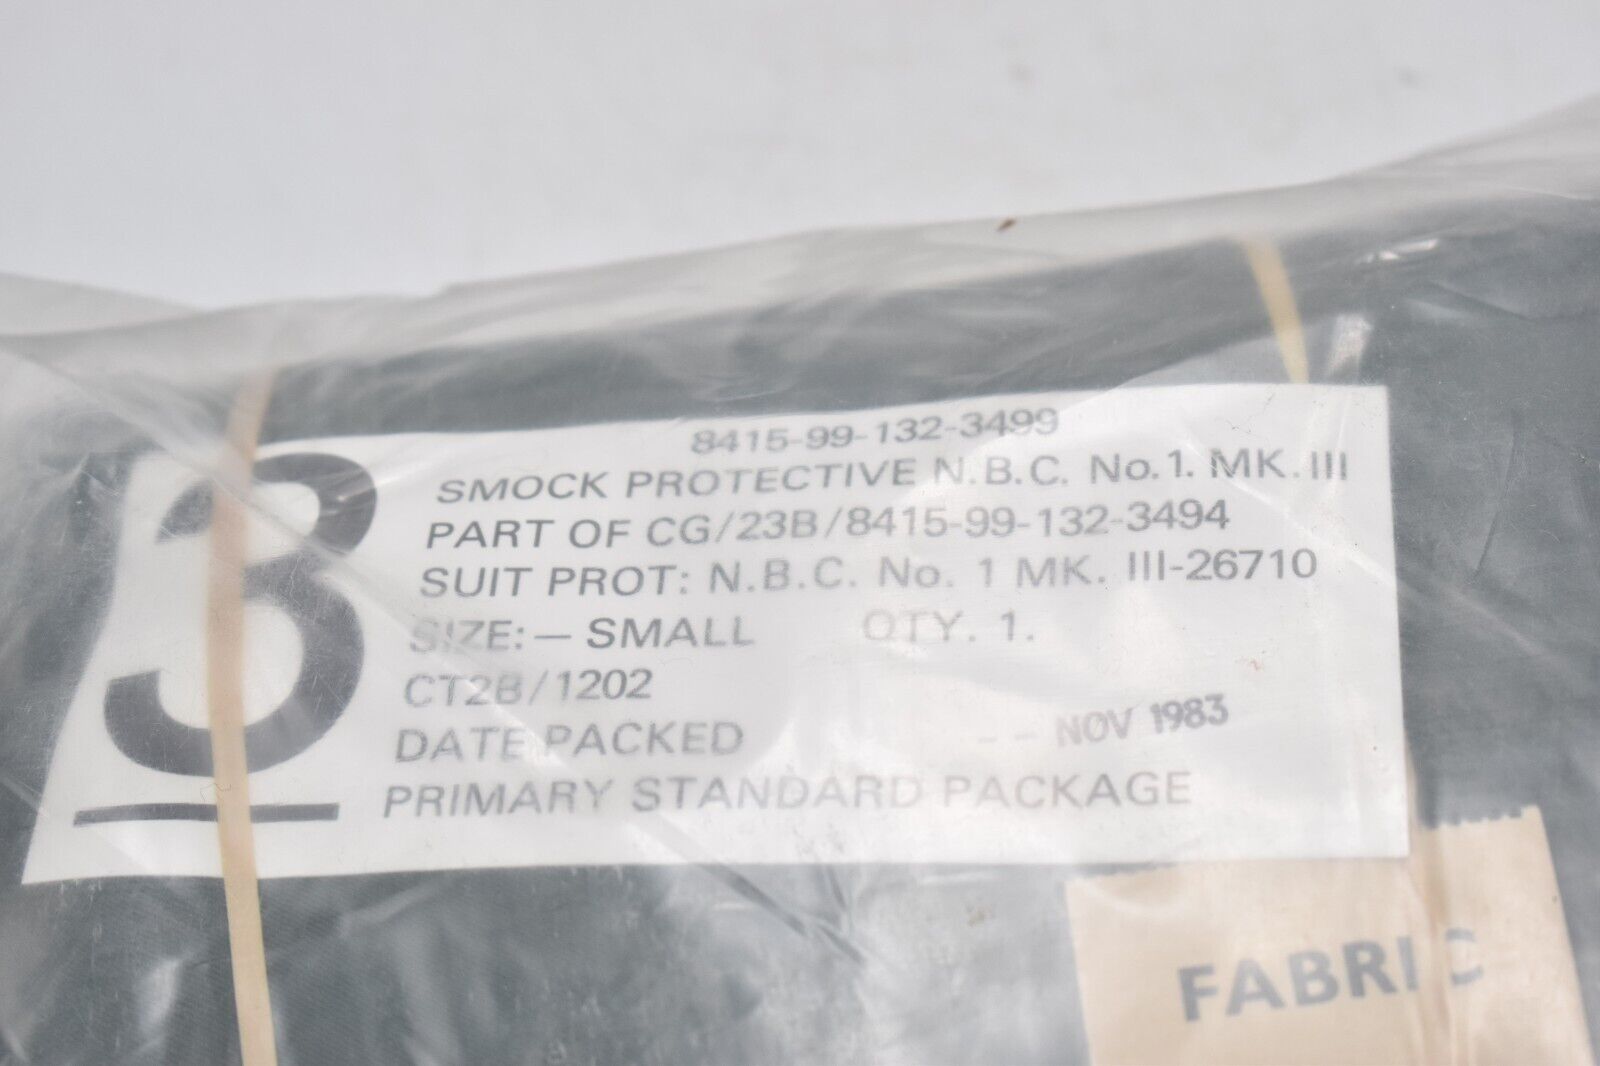 3
8415-99-132-3499
SMOCK PROTECTIVE N.B.C. No.1. MK.III
PART OF CG/23B/8415-99-132-3494
SUIT PROT: N.B.C. No. 1 MK. III-26710
SIZE:— SMALL QTY. 1.
CT2B/1202
DATE PACKED -- NOV 1983
PRIMARY STANDARD PACKAGE
FABRIC